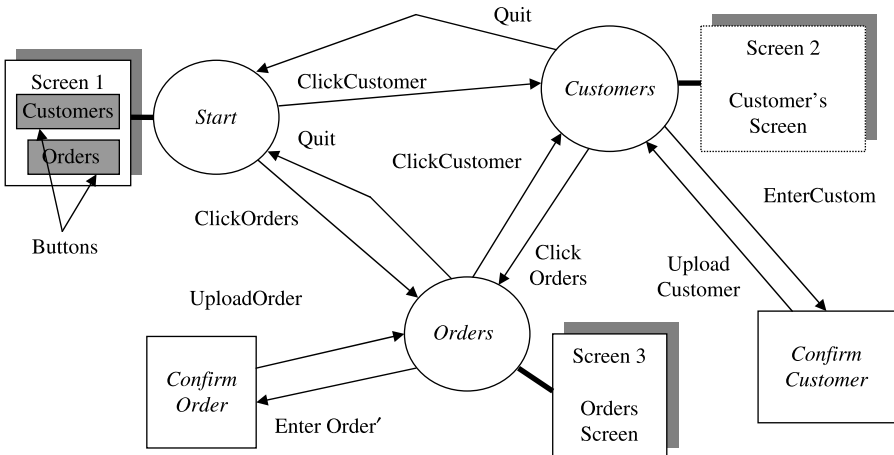 Quit
Screen 2
Screen 1
Customers
ClickCustomer
Customers
Customer's
Screen
Start
Quit
Orders
ClickCustomer
EnterCustom
ClickOrders
Buttons
Click
Orders
Upload
Customer
UploadOrder
Orders
Screen 3
Confirm
Customer
Confirm
Order
Orders
Screen
Enter Order′